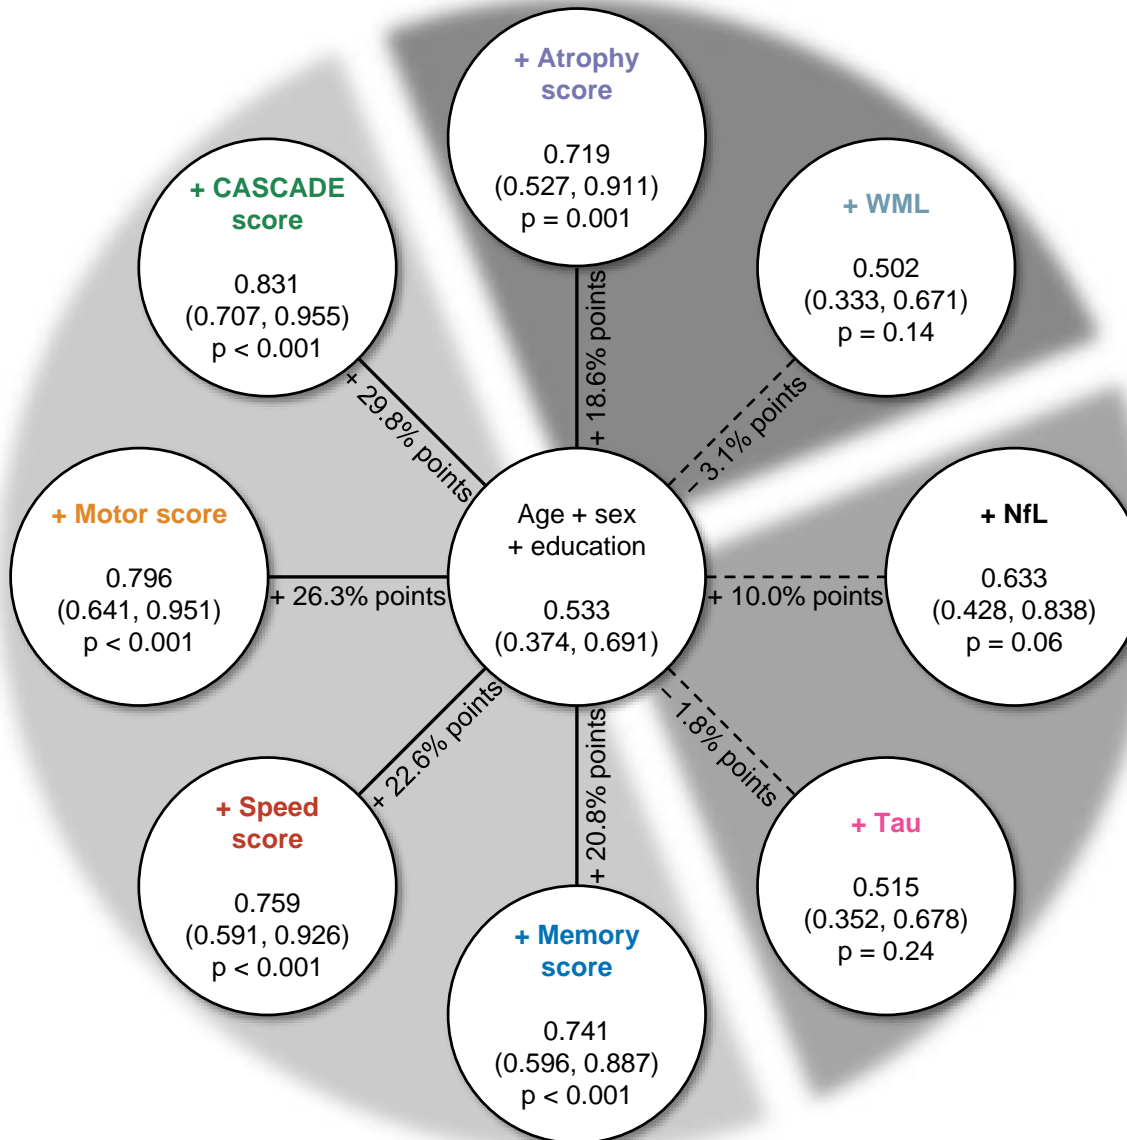 + Atrophy
score
0.719
(0.527, 0.911)
p = 0.001
+ 18.6% points
+ WML
0.502
(0.333, 0.671)
p = 0.14
− 3.1% points
+ NfL
0.633
(0.428, 0.838)
p = 0.06
+ 10.0% points
+ Tau
0.515
(0.352, 0.678)
p = 0.24
− 1.8% points
+ Memory
score
0.741
(0.596, 0.887)
p < 0.001
+ 20.8% points
+ Speed
score
0.759
(0.591, 0.926)
p < 0.001
+ 22.6% points
+ Motor score
0.796
(0.641, 0.951)
p < 0.001
+ 26.3% points
+ CASCADE
score
0.831
(0.707, 0.955)
p < 0.001
+ 29.8% points
Age + sex
+ education
0.533
(0.374, 0.691)